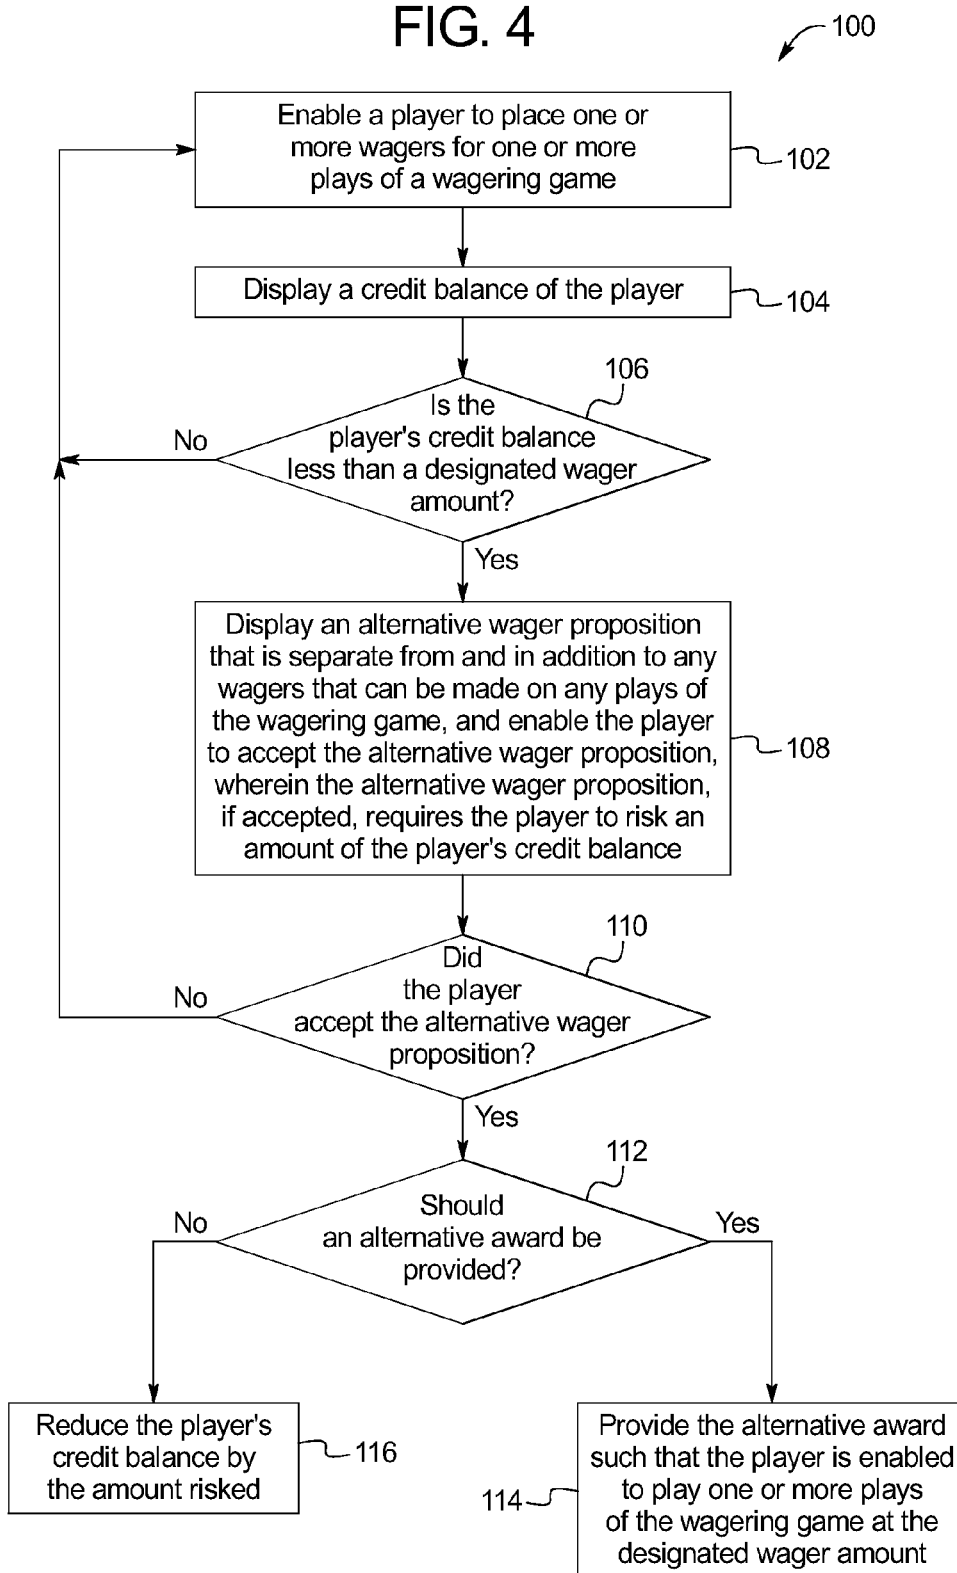 FIG. 4
100
Enable a player to place one or
more wagers for one or more
plays of a wagering game
102
Display a credit balance of the player
104
106
Is the
player's credit balance
less than a designated wager
amount?
No
Yes
Display an alternative wager proposition
that is separate from and in addition to any
wagers that can be made on any plays of
the wagering game, and enable the player
to accept the alternative wager proposition,
wherein the alternative wager proposition,
if accepted, requires the player to risk an
amount of the player's credit balance
108
110
Did
the player
accept the alternative wager
proposition?
No
Yes
112
Should
an alternative award be
provided?
No
Yes
Reduce the player's
credit balance by
the amount risked
116
Provide the alternative award
such that the player is enabled
to play one or more plays
of the wagering game at the
designated wager amount
114